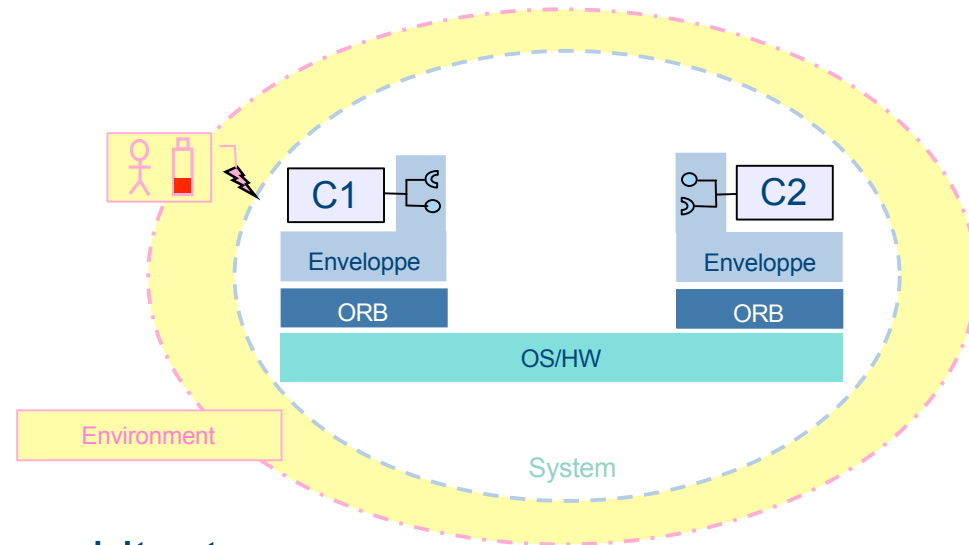 C1
C2
Enveloppe
Enveloppe
ORB
ORB
OS/HW
Environment
System